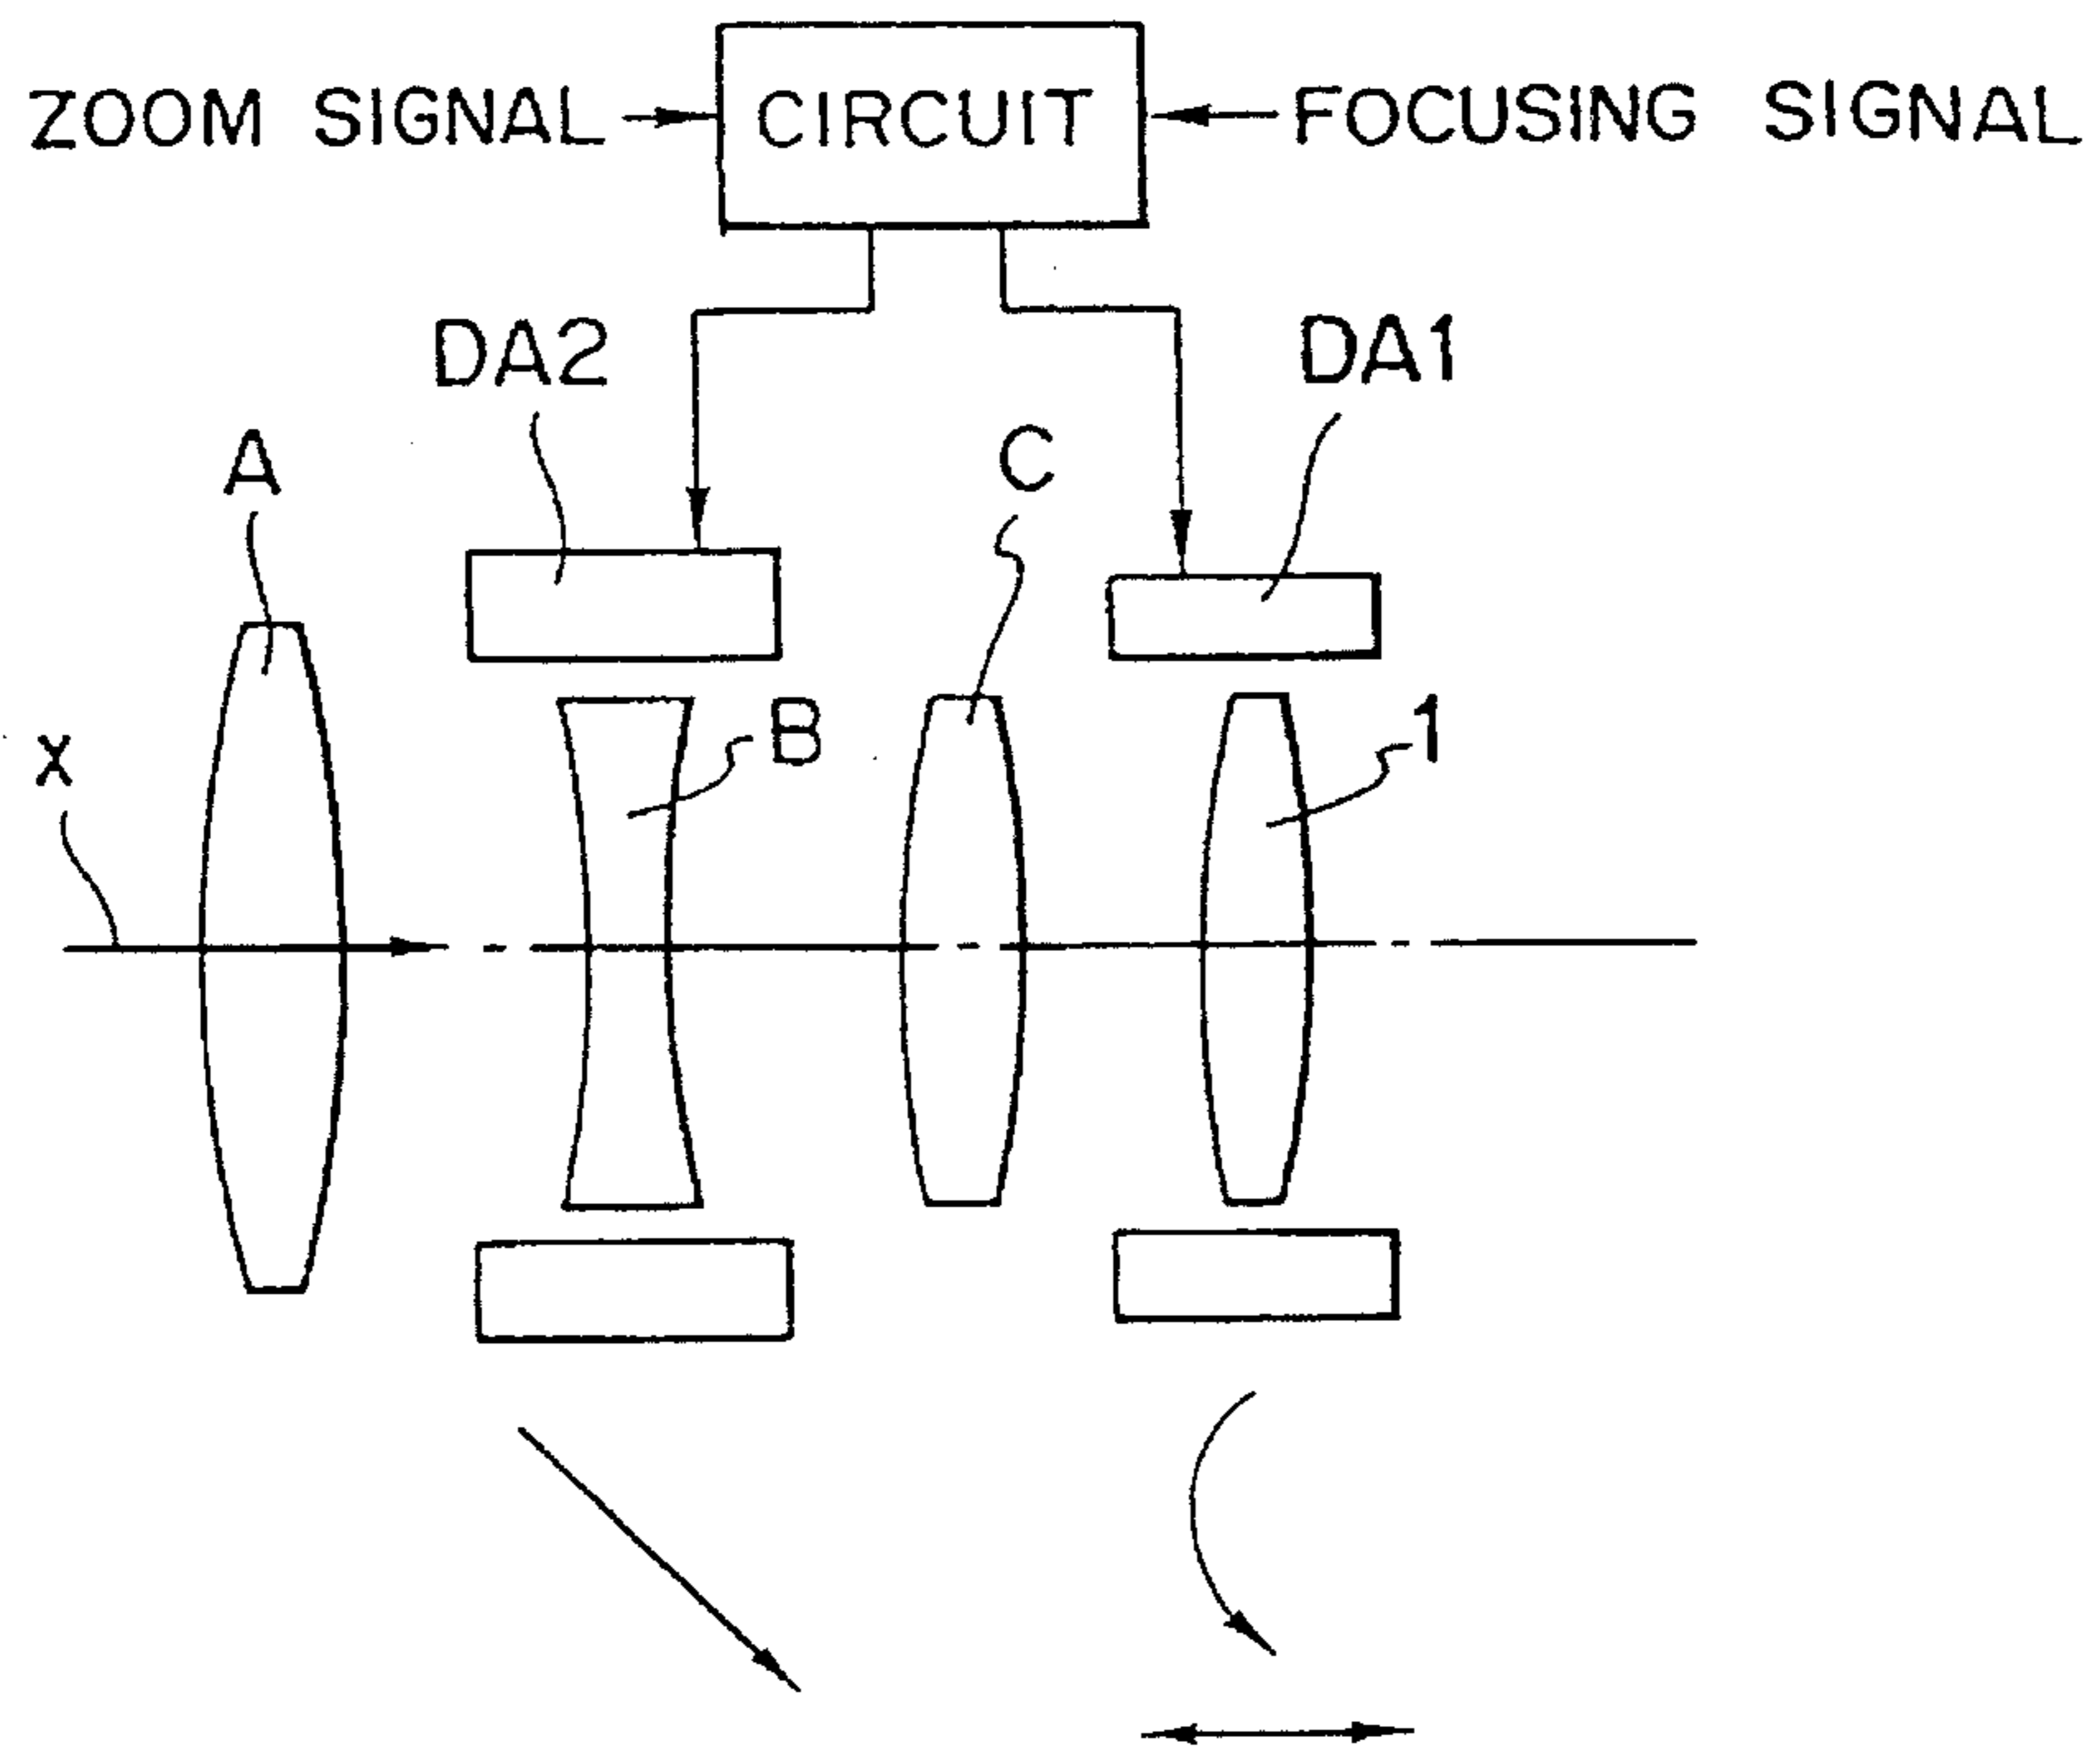 ZOOM SIGNAL
CIRCUIT
FOCUSING SIGNAL
DA2
DA1
A
C
B
1
X